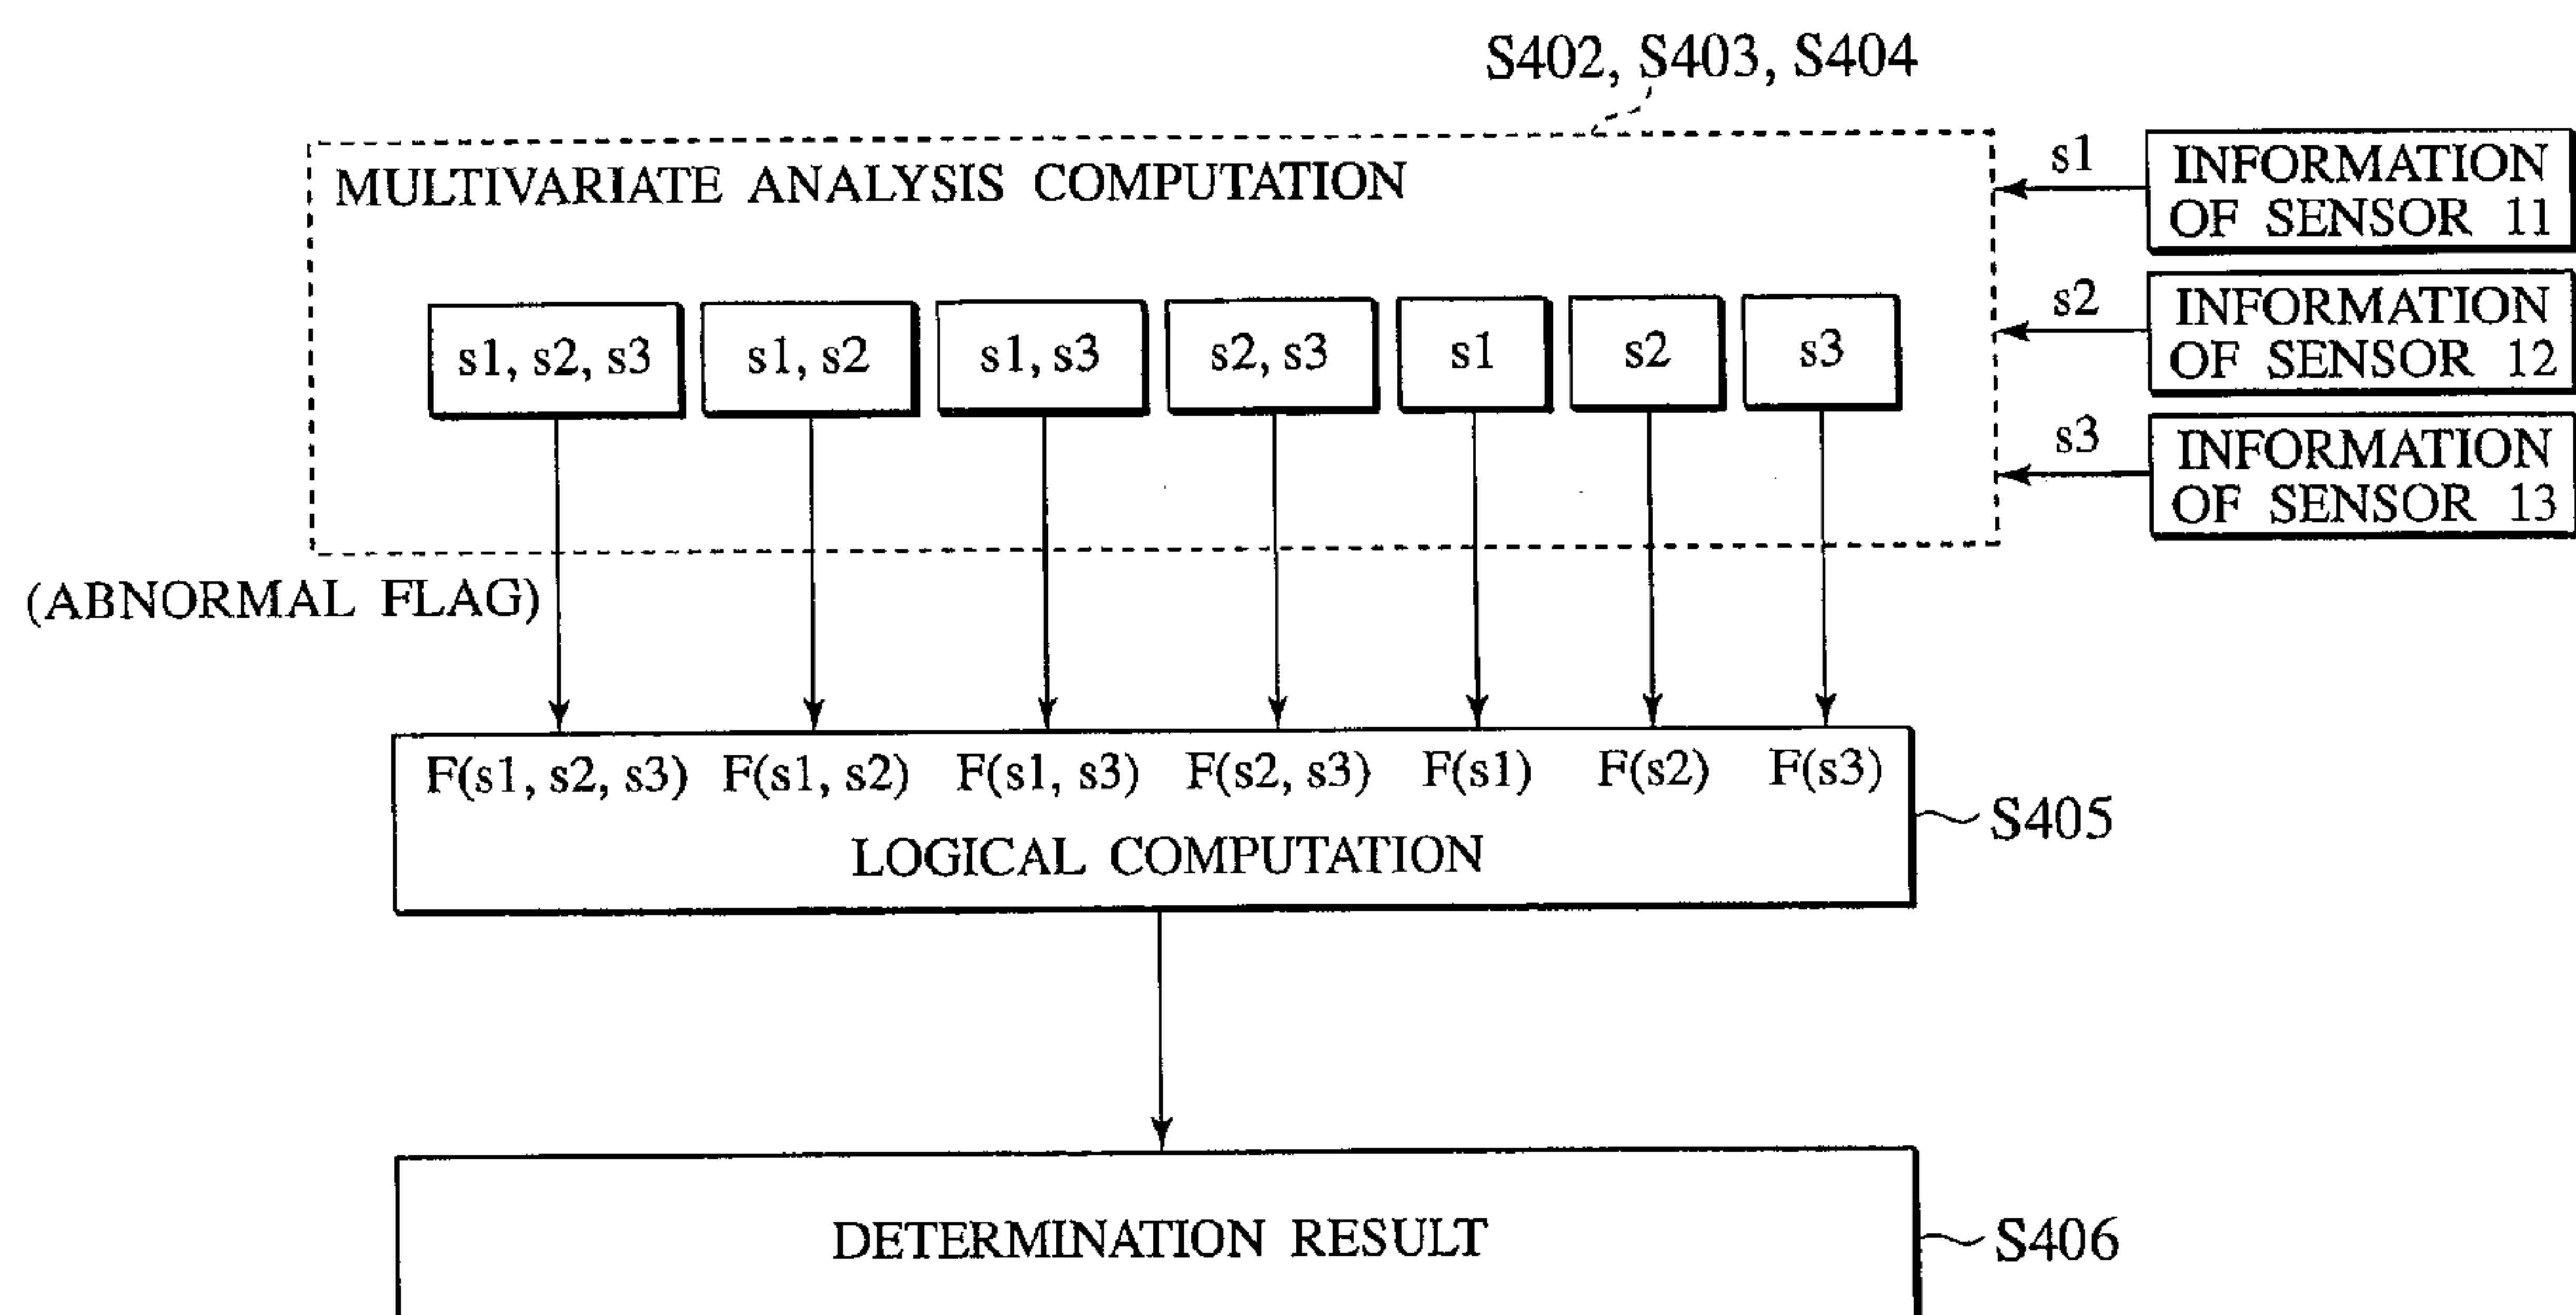 S402, S403, S404
MULTIVARIATE ANALYSIS COMPUTATION
s1
INFORMATION
OF SENSOR 11
s2
INFORMATION
OF SENSOR 12
s3
INFORMATION
OF SENSOR 13
s1, s2, s3
s1, s2
s1, s3
s2, s3
s1
s2
s3
(ABNORMAL FLAG)
F(s1, s2, s3) F(s1, s2) F(s1, s3) F(s2, s3) F(s1) F(s2) F(s3)
LOGICAL COMPUTATION
S405
DETERMINATION RESULT
S406